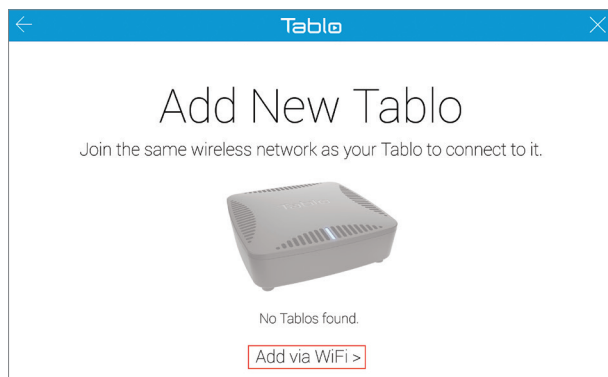 Tablo
Add New Tablo
Join the same wireless network as your Tablo to connect to it.
Tablo
No Tablos found.
Add via WiFi >